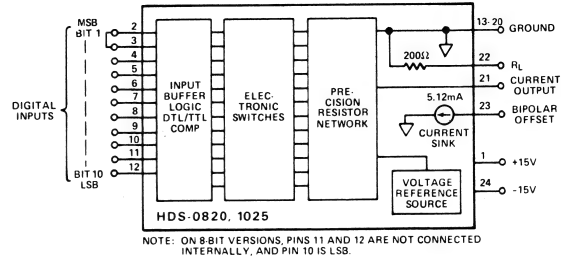 MSB
BIT 1
2
3
4
5
6
7
8
9
10
11
12
BIT 10
LSB
DIGITAL
INPUTS
INPUT
BUFFER
LOGIC
DTL/TTL
COMP
ELEC-
TRONIC
SWITCHES
PRE-
CISION
RESISTOR
NETWORK
VOLTAGE
REFERENCE
SOURCE
200Ω
5.12mA
CURRENT
SINK
13-20 GROUND
22 RL
21 CURRENT
OUTPUT
23 BIPOLAR
OFFSET
1 +15V
24 -15V
HDS-0820, 1025
NOTE: ON 8-BIT VERSIONS, PINS 11 AND 12 ARE NOT CONNECTED
INTERNALLY, AND PIN 10 IS LSB.